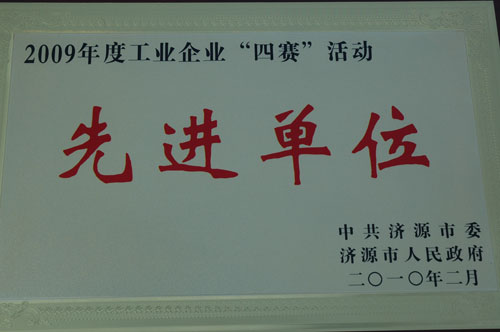 2009年度工业企业“四赛”活动
先进单位
中共济源市委
济源市人民政府
二〇一〇年二月